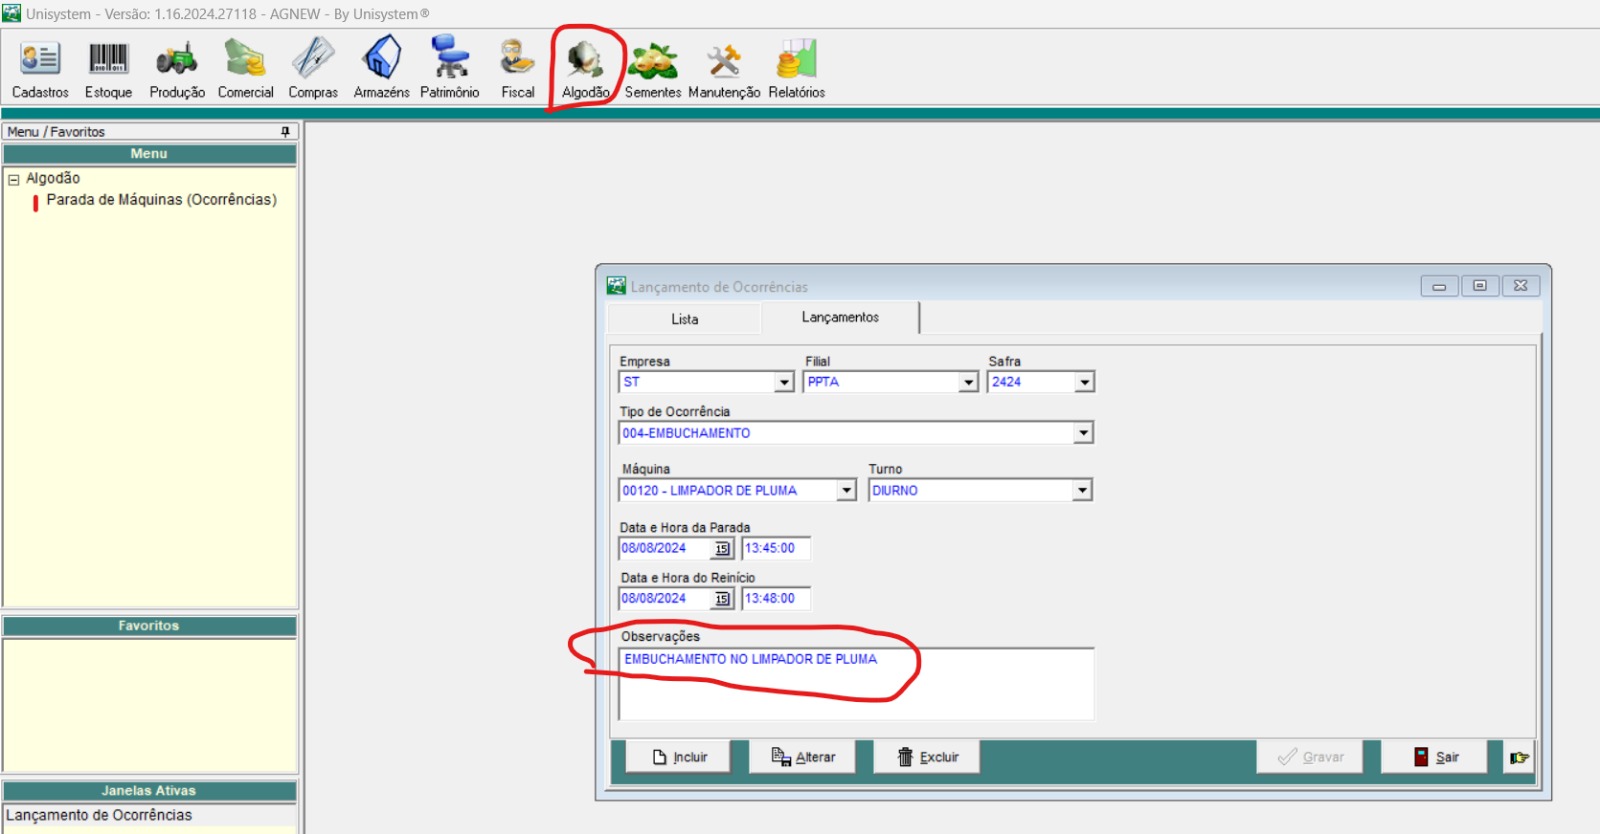 Unisystem - Versão: 1.16.2024.27118 - AGNEW - By Unisystem®
Cadastros Estoque Produção Comercial Compras Armazéns Patrimônio Fiscal Algodão Sementes Manutenção Relatórios
Menu / Favoritos
Menu
Algodão
Parada de Máquinas (Ocorrências)
Favoritos
Janelas Ativas
Lançamento de Ocorrências
Lançamento de Ocorrências
Lista Lançamentos
Empresa Filial Safra
ST PPTA 2424
Tipo de Ocorrência
004-EMBUCHAMENTO
Máquina Turno
00120 - LIMPADOR DE PLUMA DIURNO
Data e Hora da Parada
08/08/2024 15 13:45:00
Data e Hora do Reinício
08/08/2024 15 13:48:00
Observações
EMBUCHAMENTO NO LIMPADOR DE PLUMA
Incluir Alterar Excluir Gravar Sair